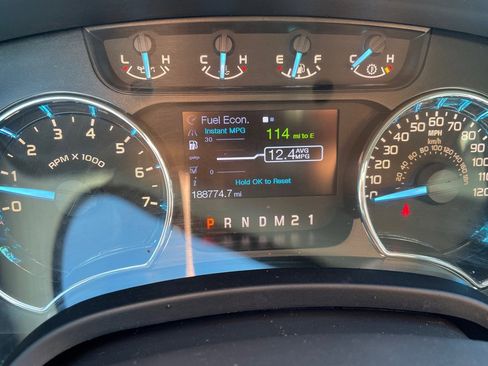 L H C H E F C H
Fuel Econ.
Instant MPG
30
114 mi to E
12.4 AVG MPG
Hold OK to Reset
188774.7 mi
P R N D M 2 1
1 2 3 4 5 6 7
RPM X 1000
0 10 20 30 40 50 60 70 80 90 100 110 120
MPH
km/h